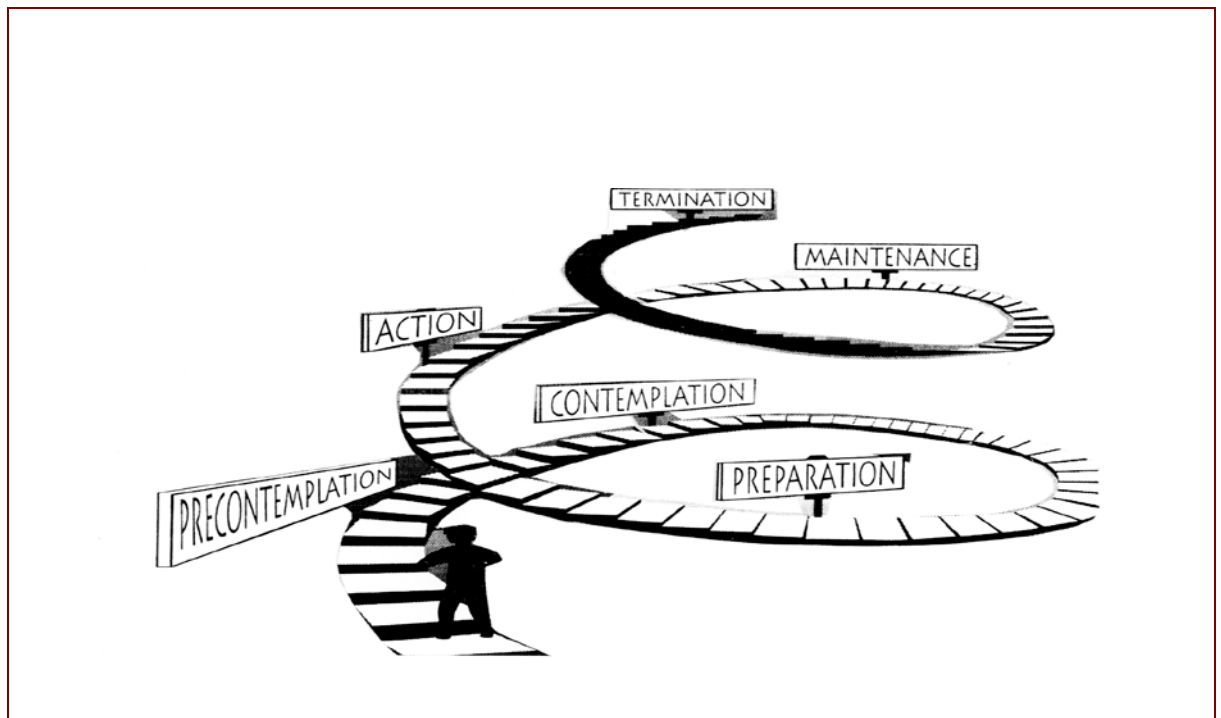 TERMINATION
MAINTENANCE
ACTION
CONTEMPLATION
PREPARATION
PRECONTEMPLATION